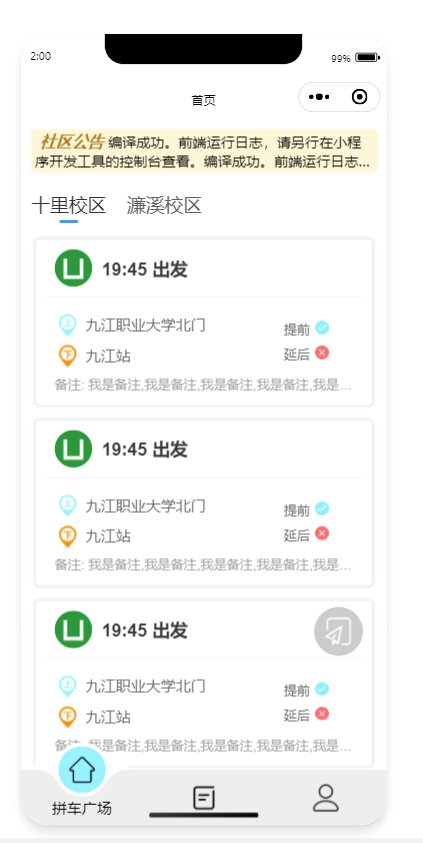 2:00
99%
首页
社区公告 编译成功。前端运行日志，请另行在小程
序开发工具的控制台查看。编译成功。前端运行日志...
十里校区 濂溪校区
19:45 出发
上 九江职业大学北门 提前
下 九江站 延后
备注: 我是备注,我是备注,我是备注,我是备注,我是...
19:45 出发
上 九江职业大学北门 提前
下 九江站 延后
备注: 我是备注,我是备注,我是备注,我是备注,我是...
19:45 出发
上 九江职业大学北门 提前
下 九江站 延后
备注: 我是备注,我是备注,我是备注,我是备注,我是...
拼车广场